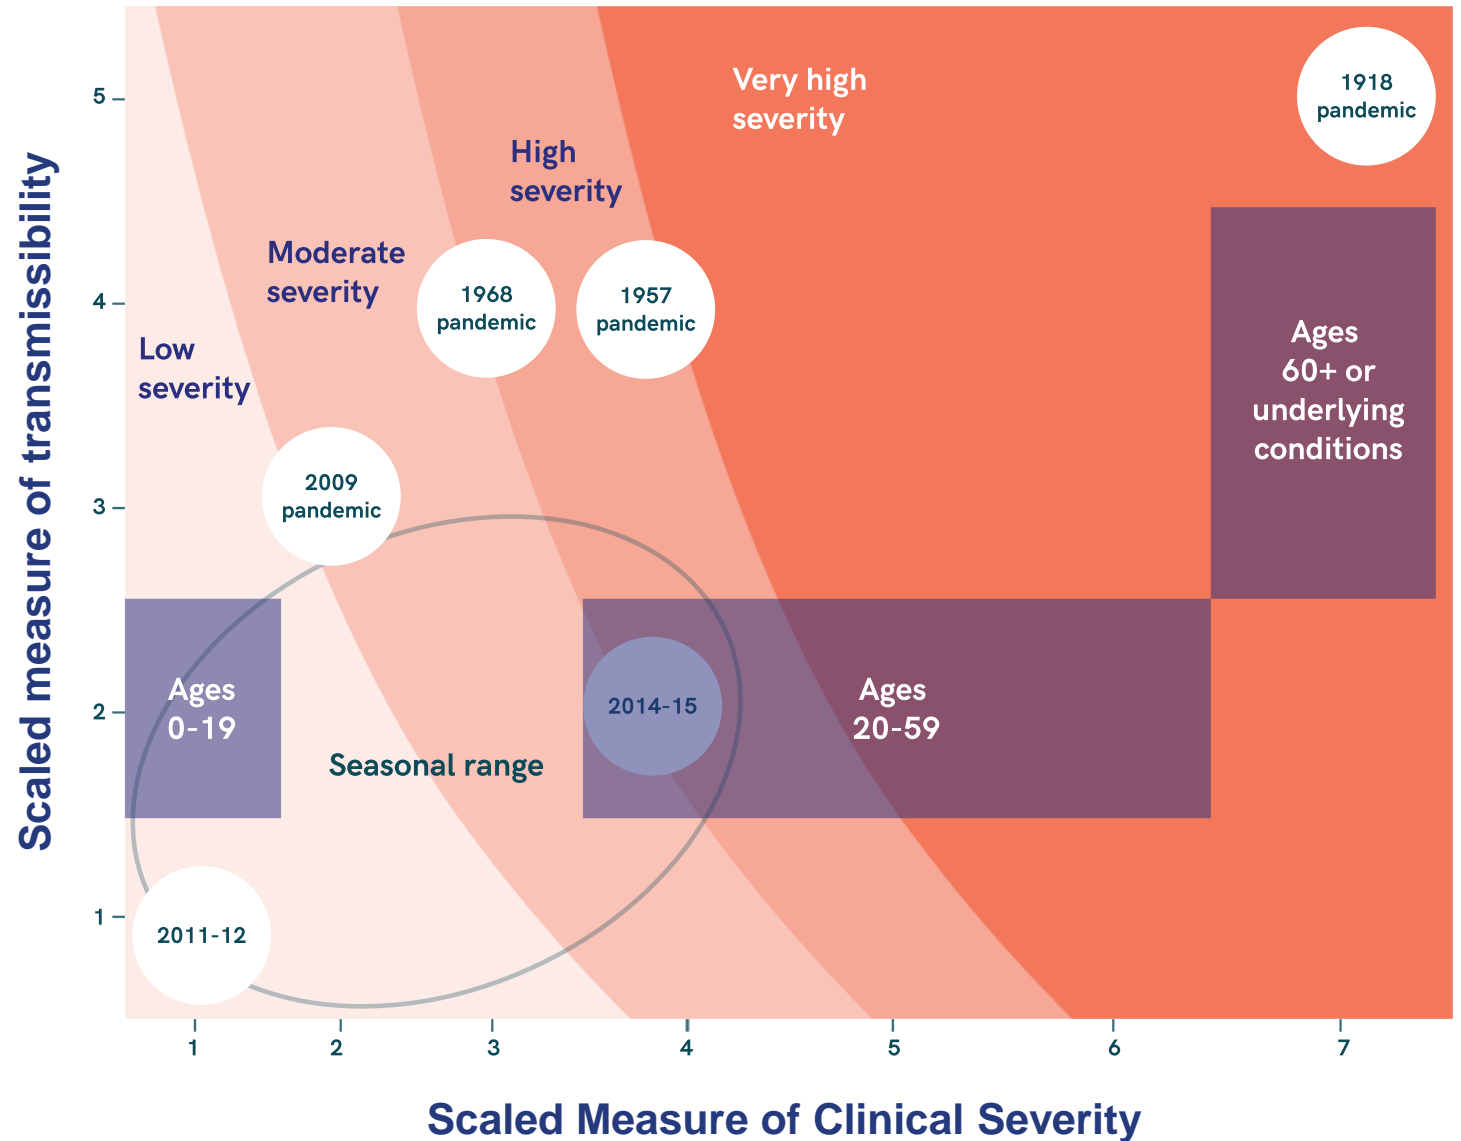 Scaled measure of transmissibility
5
4
3
2
1
Very high
severity
1918
pandemic
High
severity
Moderate
severity
1968
pandemic
1957
pandemic
Low
severity
Ages
60+ or
underlying
conditions
2009
pandemic
Ages
0-19
2014-15
Ages
20-59
Seasonal range
2011-12
1
2
3
4
5
6
7
Scaled Measure of Clinical Severity